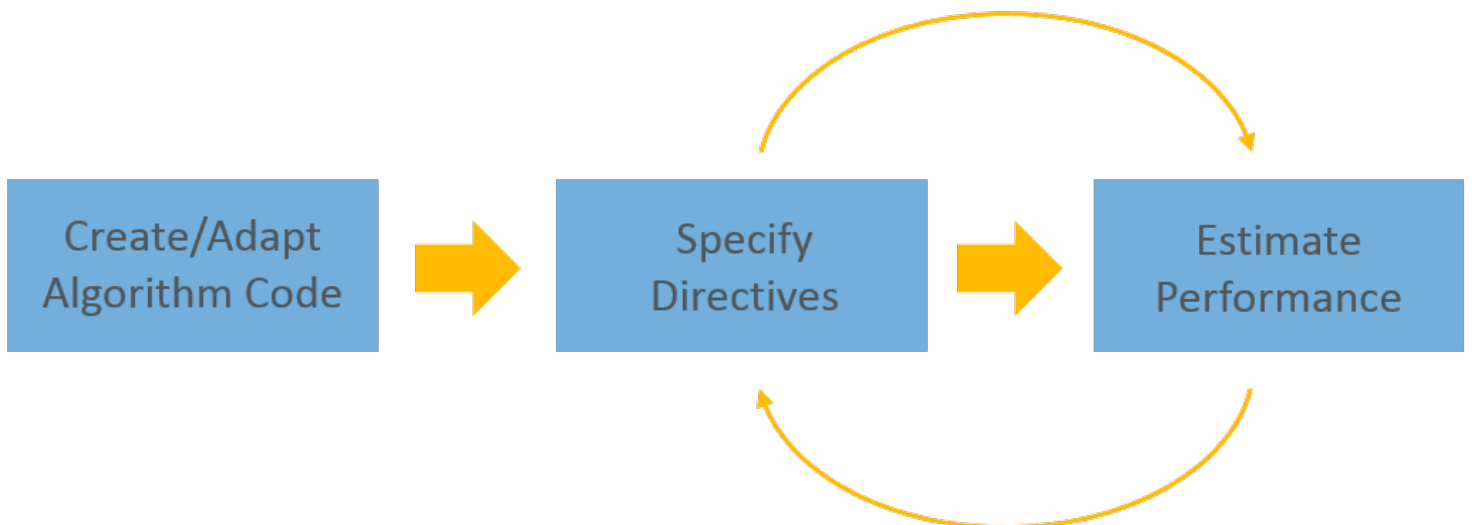 Create/Adapt
Algorithm Code
Specify
Directives
Estimate
Performance